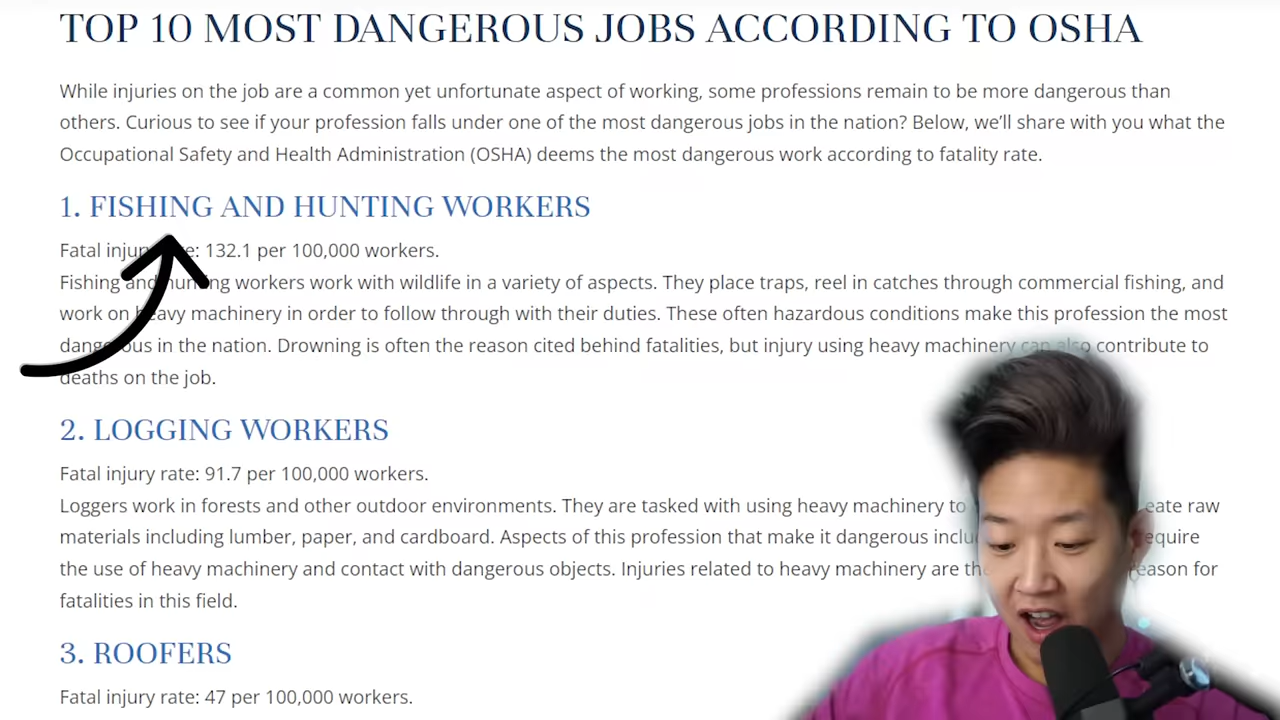 TOP 10 MOST DANGEROUS JOBS ACCORDING TO OSHA
While injuries on the job are a common yet unfortunate aspect of working, some professions remain to be more dangerous than
others. Curious to see if your profession falls under one of the most dangerous jobs in the nation? Below, we'll share with you what the
Occupational Safety and Health Administration (OSHA) deems the most dangerous work according to fatality rate.
1. FISHING AND HUNTING WORKERS
Fatal injury rate: 132.1 per 100,000 workers.
Fishing and hunting workers work with wildlife in a variety of aspects. They place traps, reel in catches through commercial fishing, and
work on heavy machinery in order to follow through with their duties. These often hazardous conditions make this profession the most
dangerous in the nation. Drowning is often the reason cited behind fatalities, but injury using heavy machinery can also contribute to
deaths on the job.
2. LOGGING WORKERS
Fatal injury rate: 91.7 per 100,000 workers.
Loggers work in forests and other outdoor environments. They are tasked with using heavy machinery to raw
materials including lumber, paper, and cardboard. Aspects of this profession that make it dangerous
the use of heavy machinery and contact with dangerous objects. Injuries related to heavy machinery are reason for
fatalities in this field.
3. ROOFERS
Fatal injury rate: 47 per 100,000 workers.